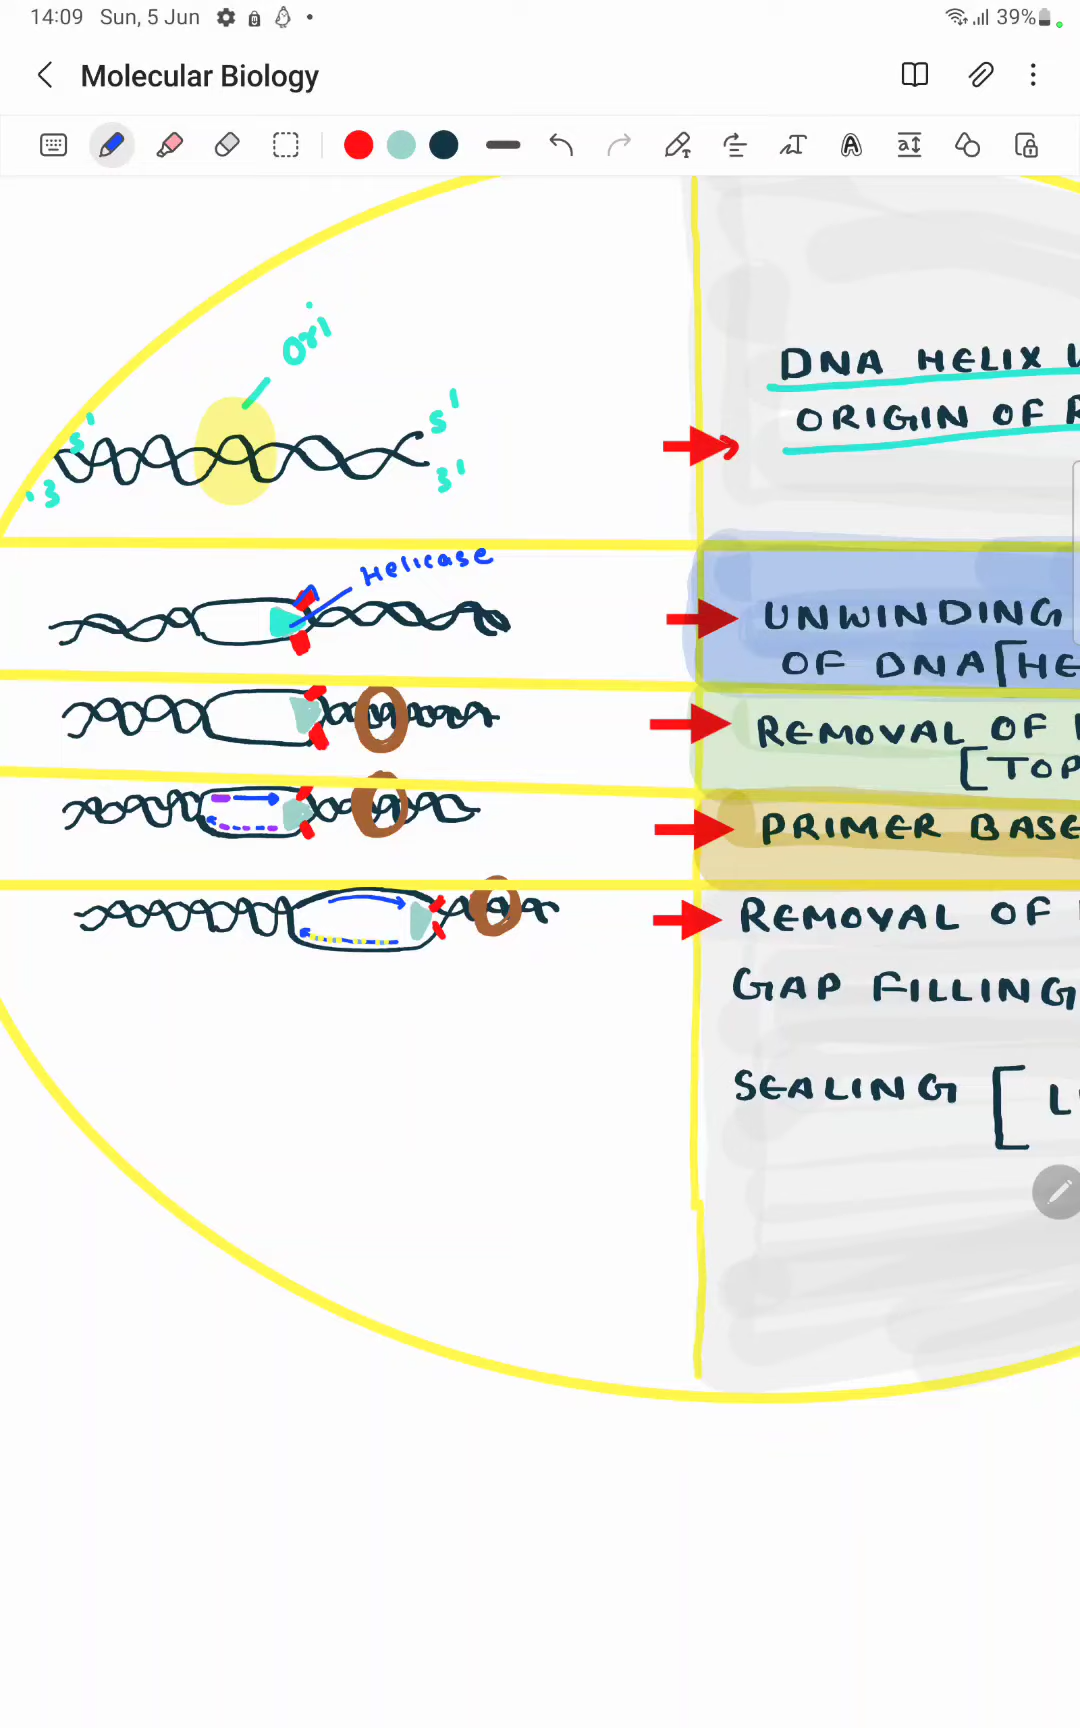 14:09 Sun, 5 Jun
39%
Molecular Biology
ori
5'
5'
'3
3'
Helicase
DNA HELIX
ORIGIN OF
UNWINDING
OF DNA [HE
REMOVAL OF
[TOP
PRIMER BASE
REMOVAL OF
GAP FILLING
SEALING [